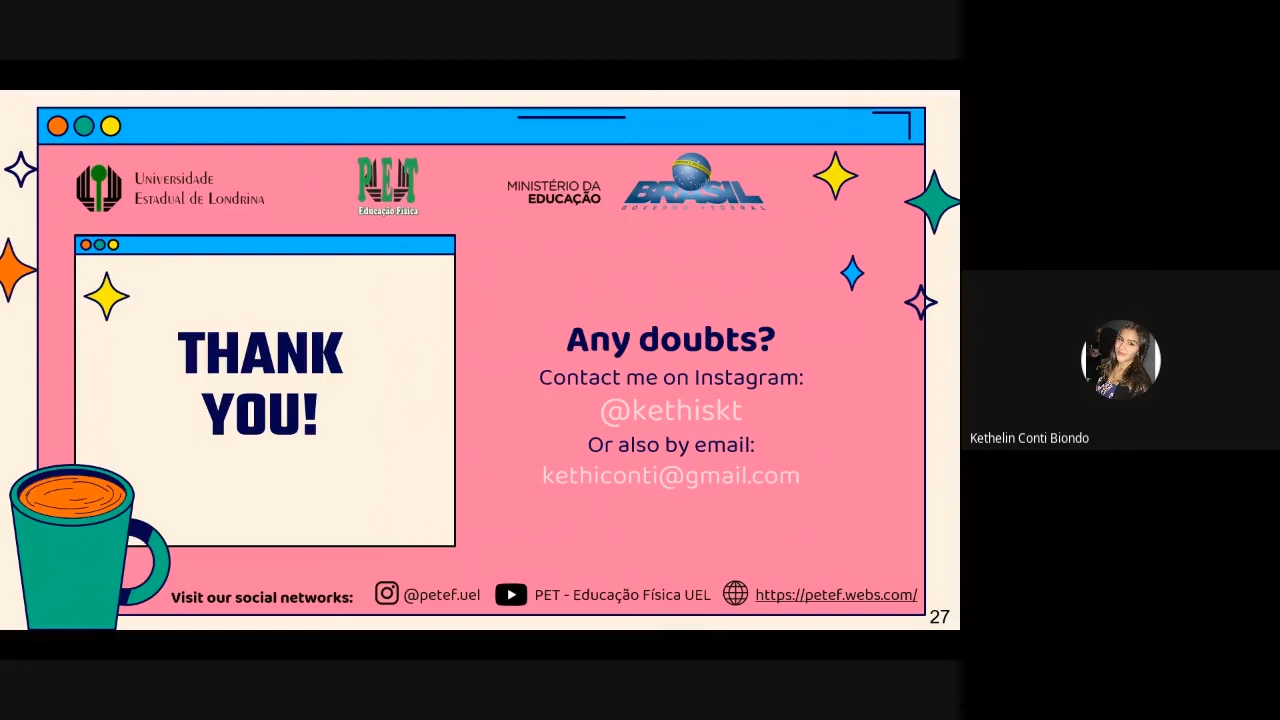 Universidade
Estadual de Londrina
PET
Educação Física
MINISTÉRIO DA
EDUCAÇÃO
BRASIL
GOVERNO FEDERAL
THANK
YOU!
Any doubts?
Contact me on Instagram:
@kethiskt
Or also by email:
kethiconti@gmail.com
Kethelin Conti Biondo
Visit our social networks:
@petef.uel
PET - Educação Física UEL
https://petef.webs.com/
27